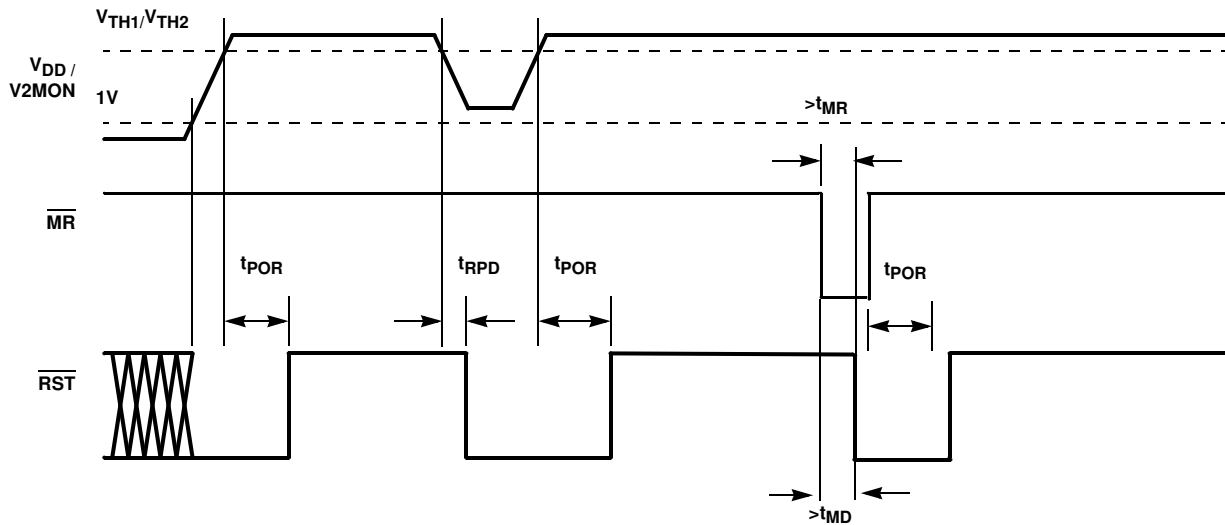 VTH1/VTH2
VDD /
V2MON
1V
>tMR
MR
tPOR
tRPD
tPOR
tPOR
RST
>tMD